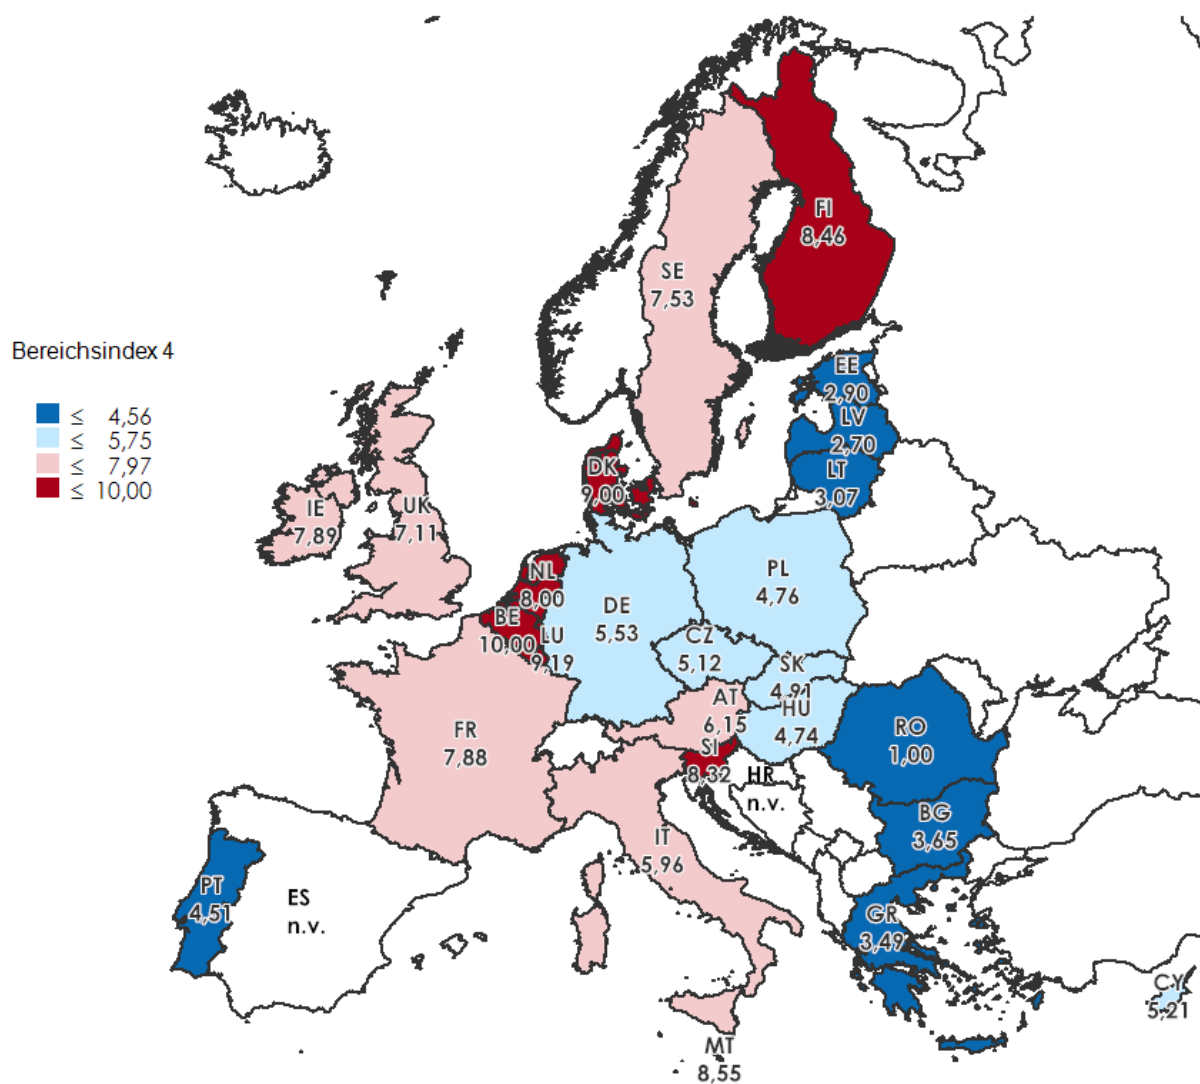 FI
8,46
SE
7,53
Bereichsindex 4
≤ 4,56
≤ 5,75
≤ 7,97
≤ 10,00
EE
2,90
LV
2,70
LT
3,07
DK
9,00
IE
7,89
UK
7,11
NL
8,00
BE
10,00
LU
9,19
DE
5,53
PL
4,76
CZ
5,12
SK
4,91
AT
6,15
HU
4,74
FR
7,88
SI
8,32
HR
n.v.
RO
1,00
BG
3,65
IT
5,96
PT
4,51
ES
n.v.
GR
3,49
CY
5,21
MT
8,55